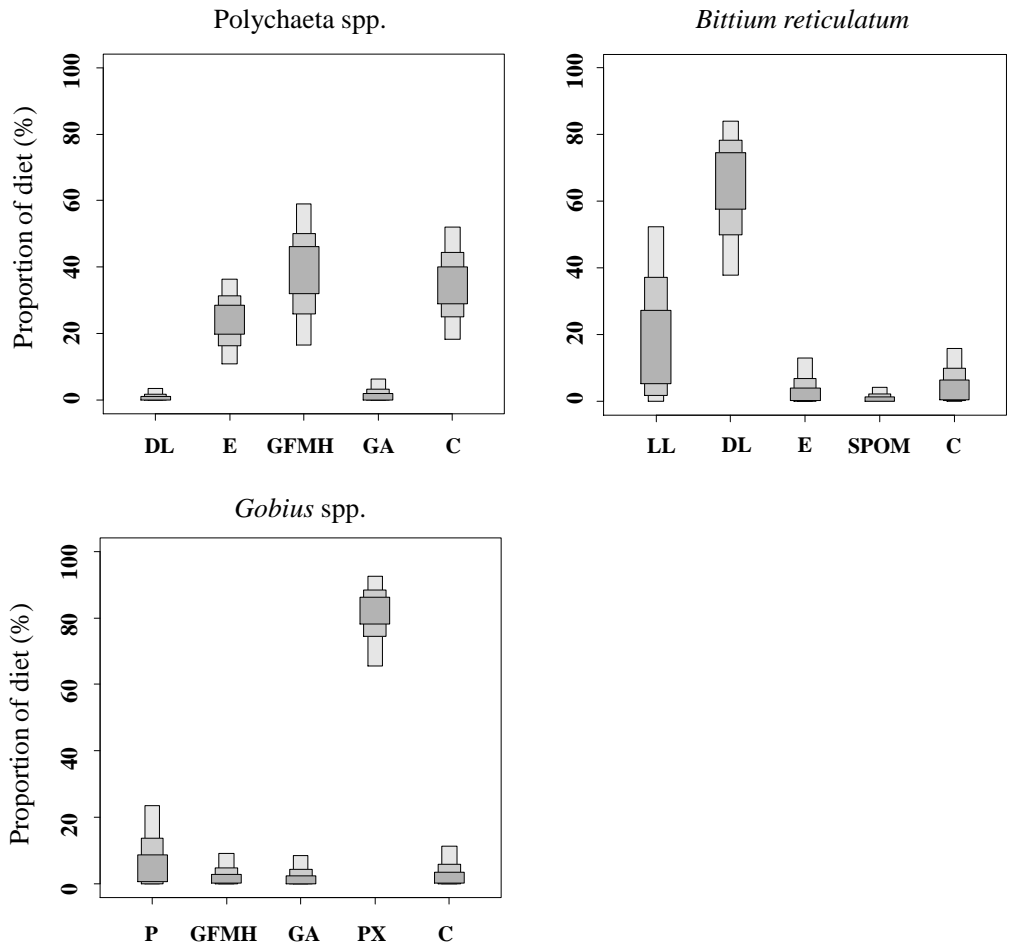 Polychaeta spp.
Proportion of diet (%)
100
80
60
40
20
0
DL E GFMH GA C
Bittium reticulatum
100
80
60
40
20
0
LL DL E SPOM C
Gobius spp.
Proportion of diet (%)
100
80
60
40
20
0
P GFMH GA PX C